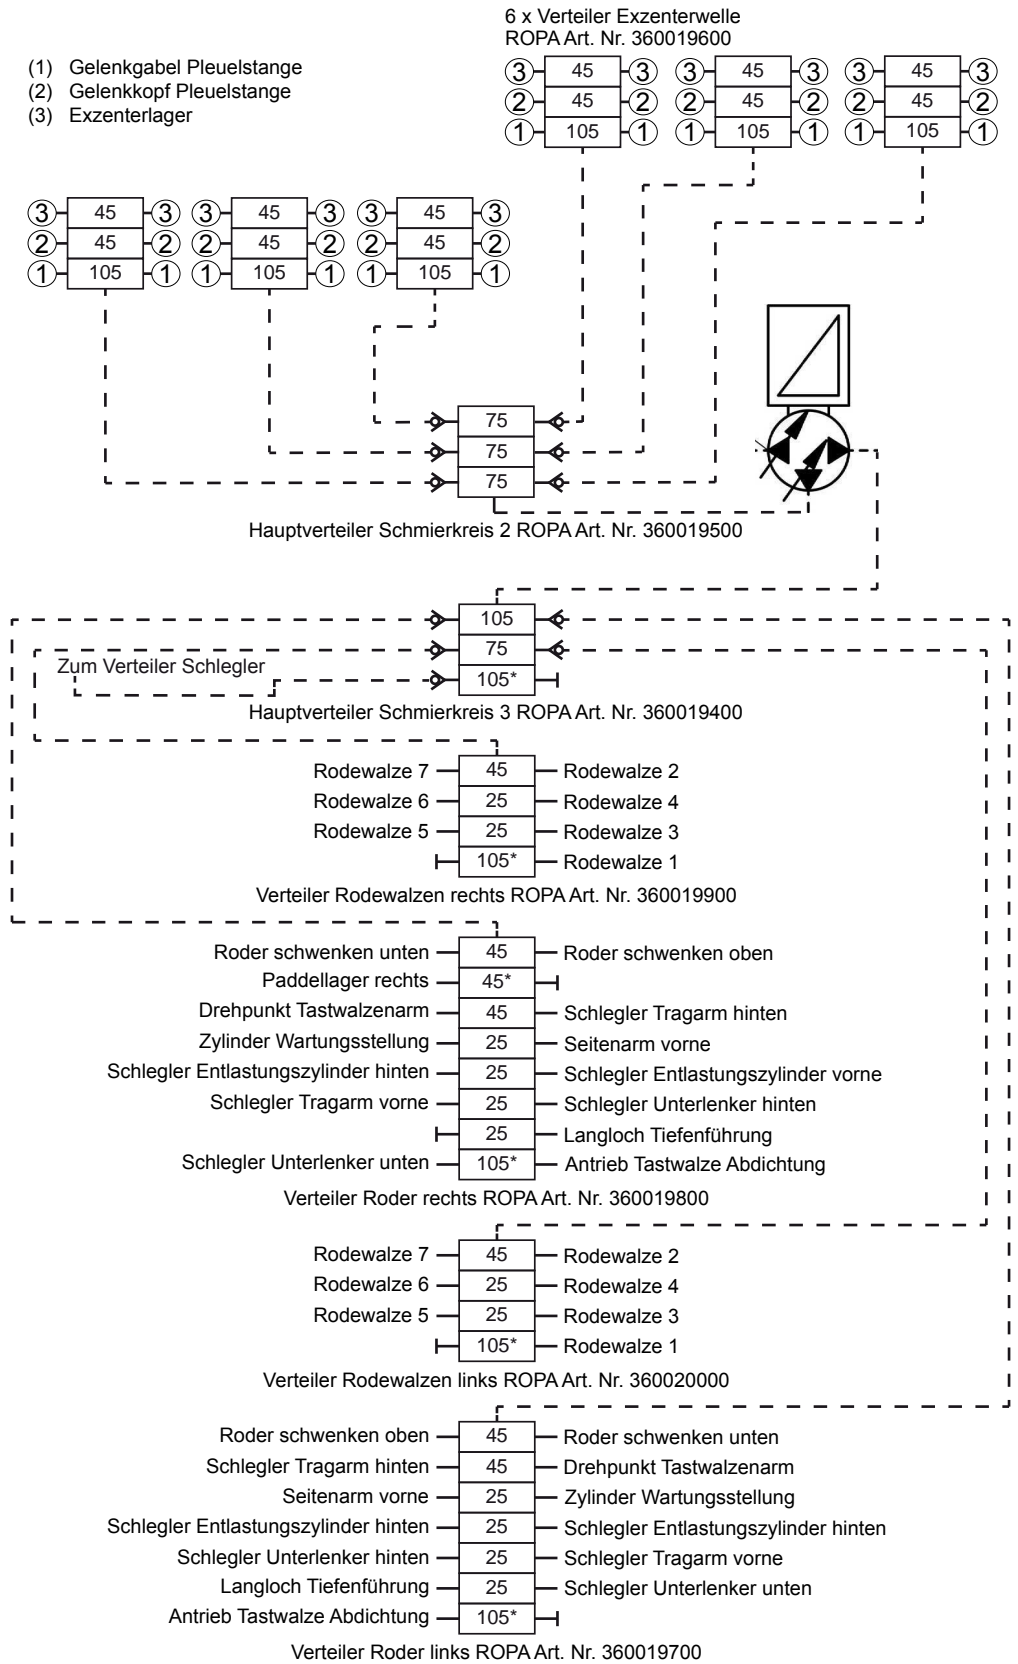 6 x Verteiler Exzenterwelle
ROPA Art. Nr. 360019600
(1) Gelenkgabel Pleuelstange
(2) Gelenkkopf Pleuelstange
(3) Exzenterlager
3 45 3 3 45 3 3 45 3
2 45 2 2 45 2 2 45 2
1 105 1 1 105 1 1 105 1
3 45 3 3 45 3 3 45 3
2 45 2 2 45 2 2 45 2
1 105 1 1 105 1 1 105 1
75
75
75
Hauptverteiler Schmierkreis 2 ROPA Art. Nr. 360019500
105
75
Zum Verteiler Schlegler
105*
Hauptverteiler Schmierkreis 3 ROPA Art. Nr. 360019400
Rodewalze 7 45 Rodewalze 2
Rodewalze 6 25 Rodewalze 4
Rodewalze 5 25 Rodewalze 3
105* Rodewalze 1
Verteiler Rodewalzen rechts ROPA Art. Nr. 360019900
Roder schwenken unten 45 Roder schwenken oben
Paddellager rechts 45*
Drehpunkt Tastwalzenarm 45 Schlegler Tragarm hinten
Zylinder Wartungsstellung 25 Seitenarm vorne
Schlegler Entlastungszylinder hinten 25 Schlegler Entlastungszylinder vorne
Schlegler Tragarm vorne 25 Schlegler Unterlenker hinten
25 Langloch Tiefenführung
Schlegler Unterlenker unten 105* Antrieb Tastwalze Abdichtung
Verteiler Roder rechts ROPA Art. Nr. 360019800
Rodewalze 7 45 Rodewalze 2
Rodewalze 6 25 Rodewalze 4
Rodewalze 5 25 Rodewalze 3
105* Rodewalze 1
Verteiler Rodewalzen links ROPA Art. Nr. 360020000
Roder schwenken oben 45 Roder schwenken unten
Schlegler Tragarm hinten 45 Drehpunkt Tastwalzenarm
Seitenarm vorne 25 Zylinder Wartungsstellung
Schlegler Entlastungszylinder hinten 25 Schlegler Entlastungszylinder hinten
Schlegler Unterlenker hinten 25 Schlegler Tragarm vorne
Langloch Tiefenführung 25 Schlegler Unterlenker unten
Antrieb Tastwalze Abdichtung 105*
Verteiler Roder links ROPA Art. Nr. 360019700